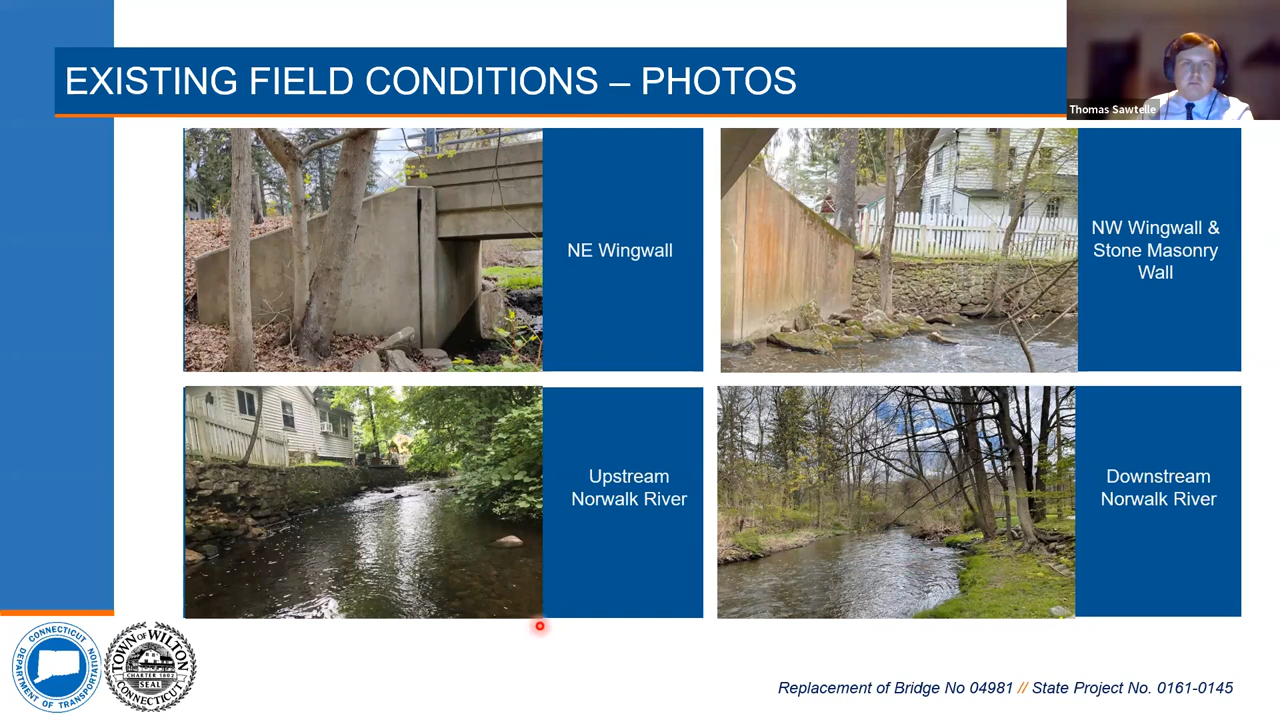 EXISTING FIELD CONDITIONS – PHOTOS
Thomas Sawtelle
NE Wingwall
NW Wingwall &
Stone Masonry
Wall
Upstream
Norwalk River
Downstream
Norwalk River
CONNECTICUT
DEPARTMENT OF TRANSPORTATION
TOWN OF WILTON
CHARTER 1802
SEAL
CONNECTICUT
Replacement of Bridge No 04981 // State Project No. 0161-0145